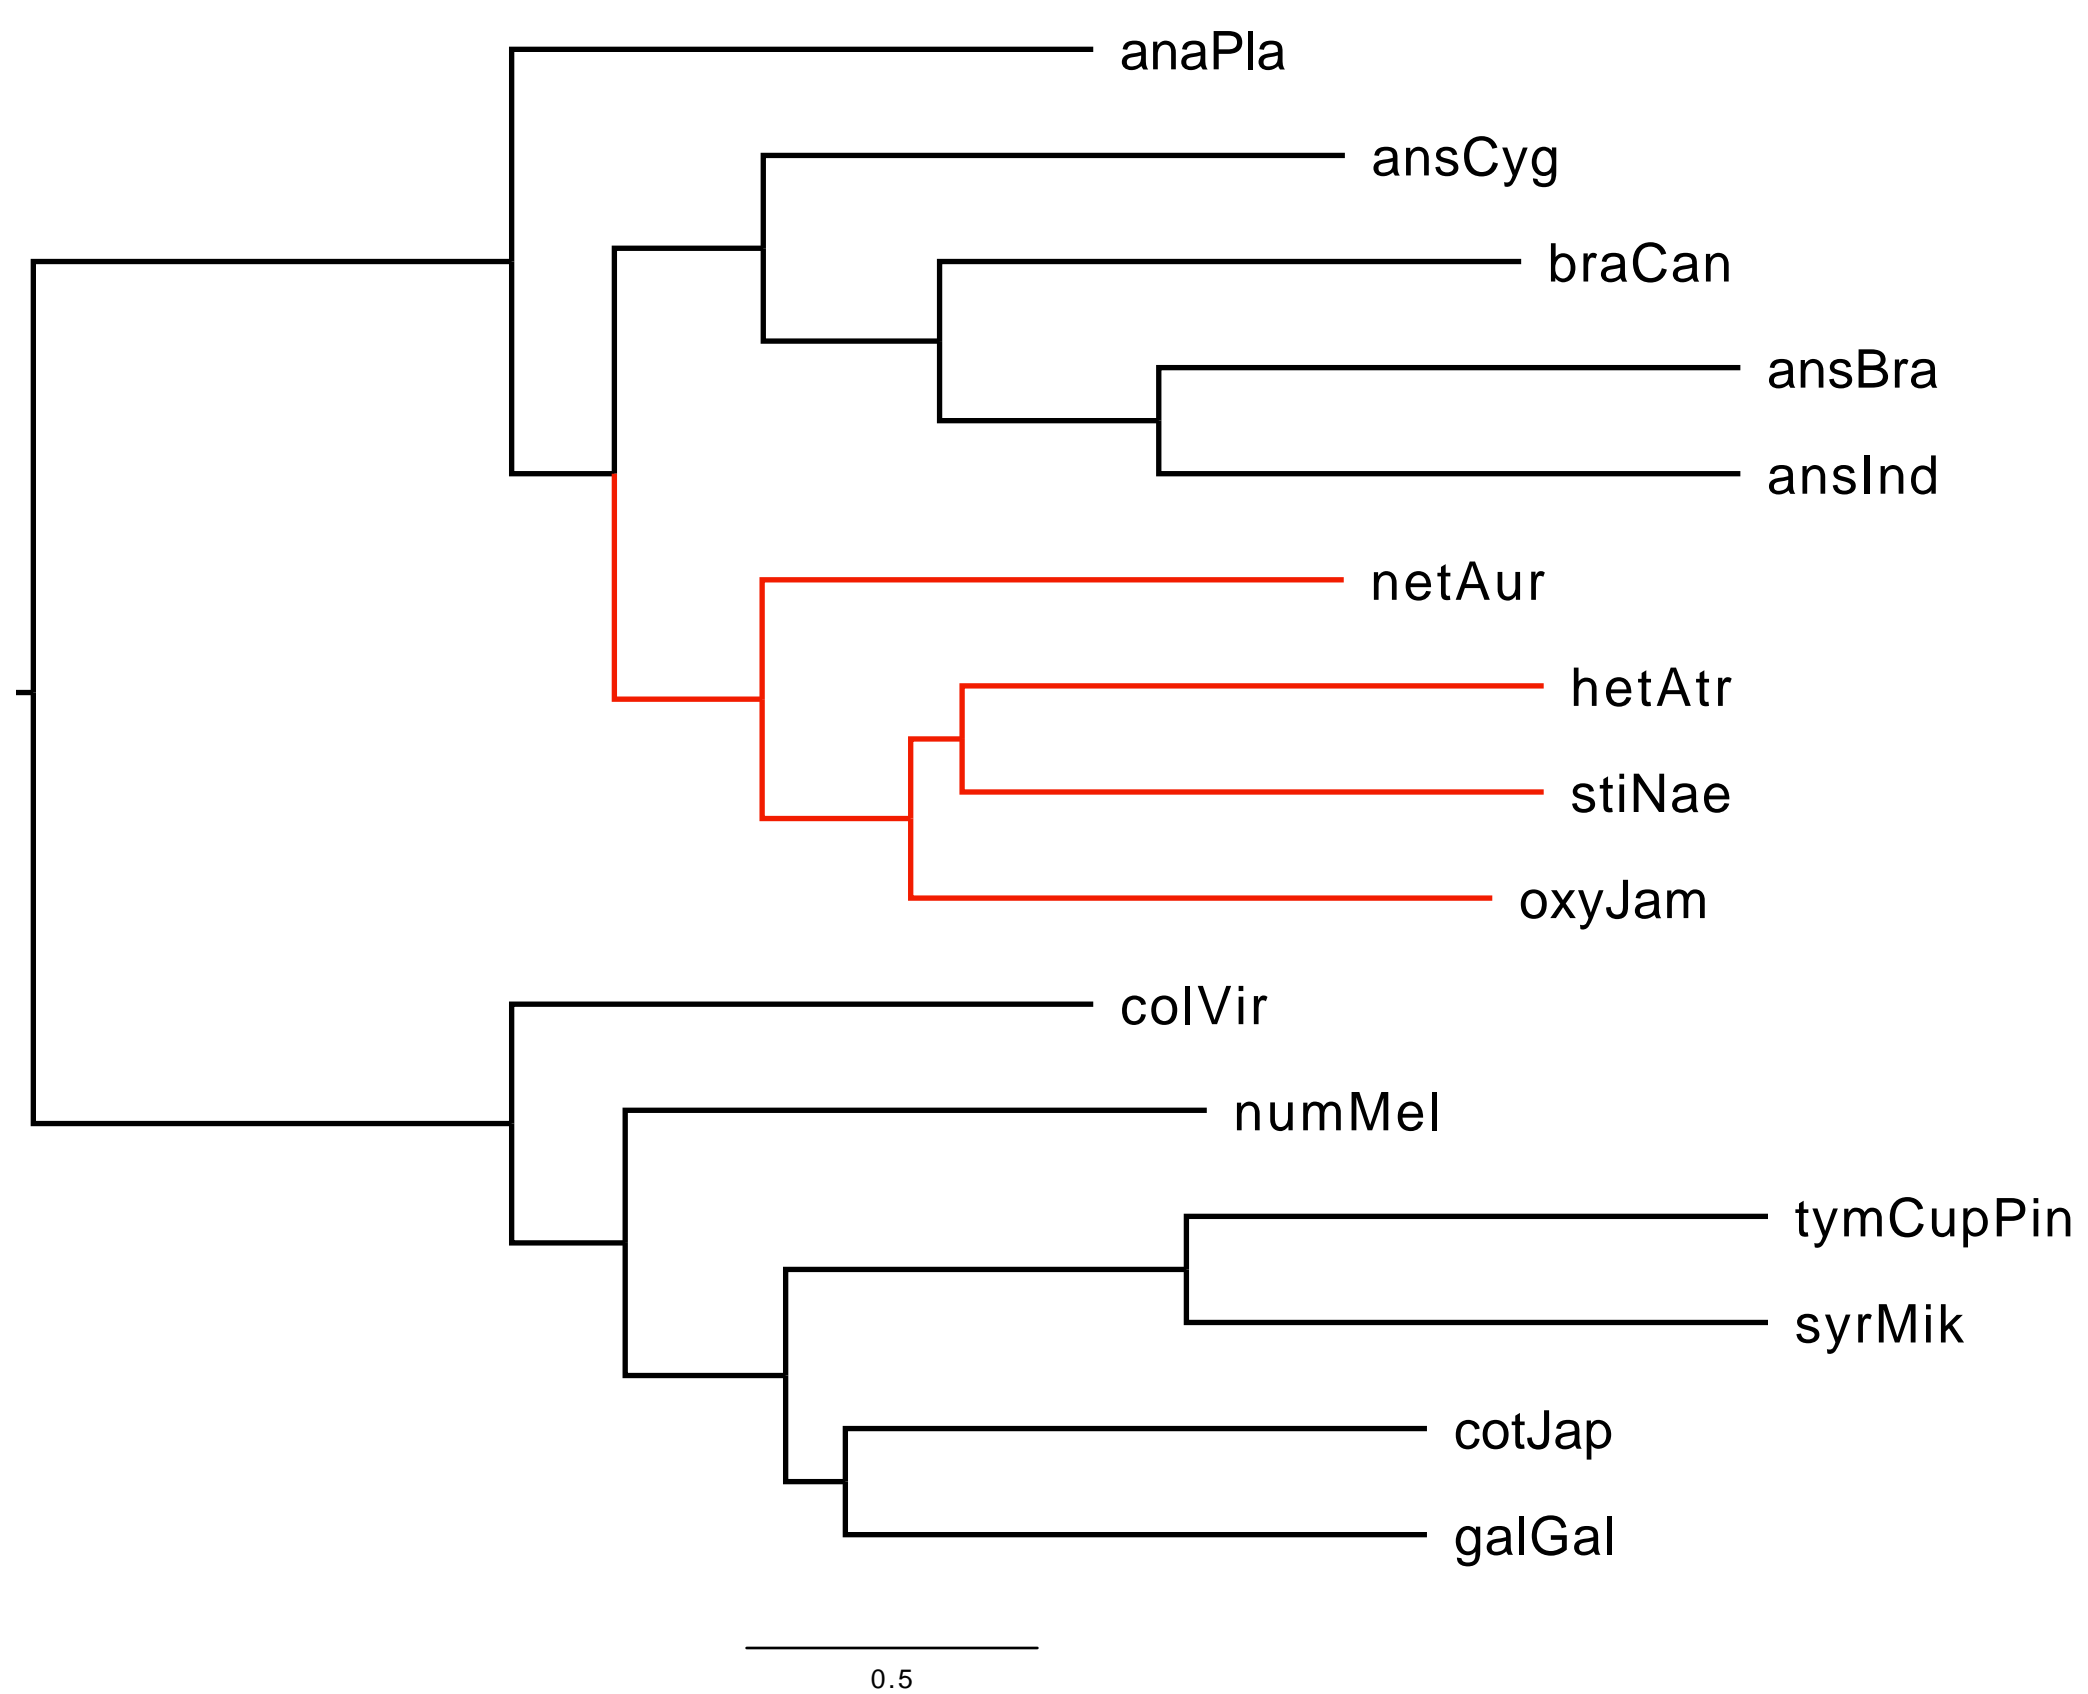 anaPla
ansCyg
braCan
ansBra
ansInd
netAur
hetAtr
stiNae
oxyJam
colVir
numMel
tymCupPin
syrMik
cotJap
galGal
0.5